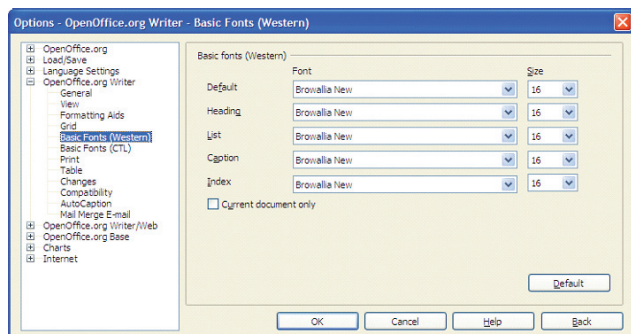 Options - OpenOffice.org Writer - Basic Fonts (Western)
OpenOffice.org
Load/Save
Language Settings
OpenOffice.org Writer
General
View
Formatting Aids
Grid
Basic Fonts (Western)
Basic Fonts (CTL)
Print
Table
Changes
Compatibility
AutoCaption
Mail Merge E-mail
OpenOffice.org Writer/Web
OpenOffice.org Base
Charts
Internet
Basic fonts (Western)
Font Size
Default Browallia New 16
Heading Browallia New 16
List Browallia New 16
Caption Browallia New 16
Index Browallia New 16
Current document only
Default
OK Cancel Help Back